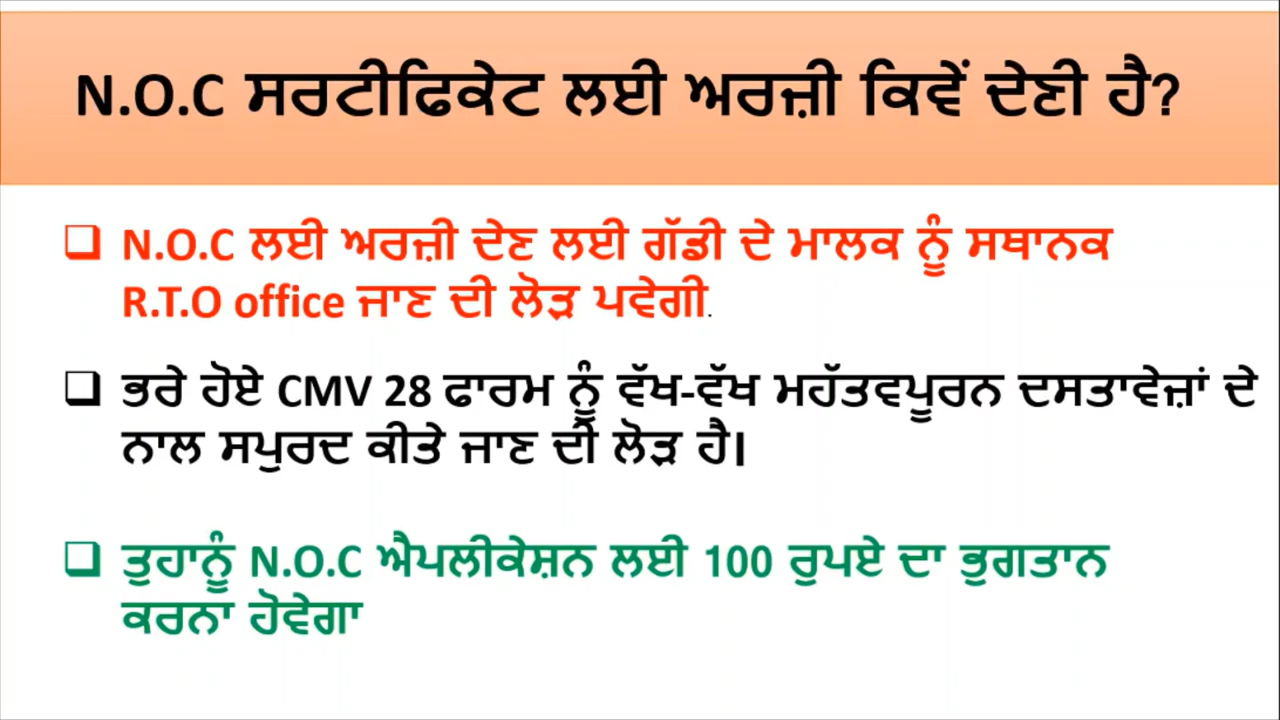 N.O.C ਸਰਟੀਫਿਕੇਟ ਲਈ ਅਰਜ਼ੀ ਕਿਵੇਂ ਦੇਣੀ ਹੈ?
N.O.C ਲਈ ਅਰਜ਼ੀ ਦੇਣ ਲਈ ਗੱਡੀ ਦੇ ਮਾਲਕ ਨੂੰ ਸਥਾਨਕ
R.T.O office ਜਾਣ ਦੀ ਲੋੜ ਪਵੇਗੀ.
ਭਰੇ ਹੋਏ CMV 28 ਫਾਰਮ ਨੂੰ ਵੱਖ-ਵੱਖ ਮਹੱਤਵਪੂਰਨ ਦਸਤਾਵੇਜ਼ਾਂ ਦੇ
ਨਾਲ ਸਪੁਰਦ ਕੀਤੇ ਜਾਣ ਦੀ ਲੋੜ ਹੈ।
ਤੁਹਾਨੂੰ N.O.C ਐਪਲੀਕੇਸ਼ਨ ਲਈ 100 ਰੁਪਏ ਦਾ ਭੁਗਤਾਨ
ਕਰਨਾ ਹੋਵੇਗਾ